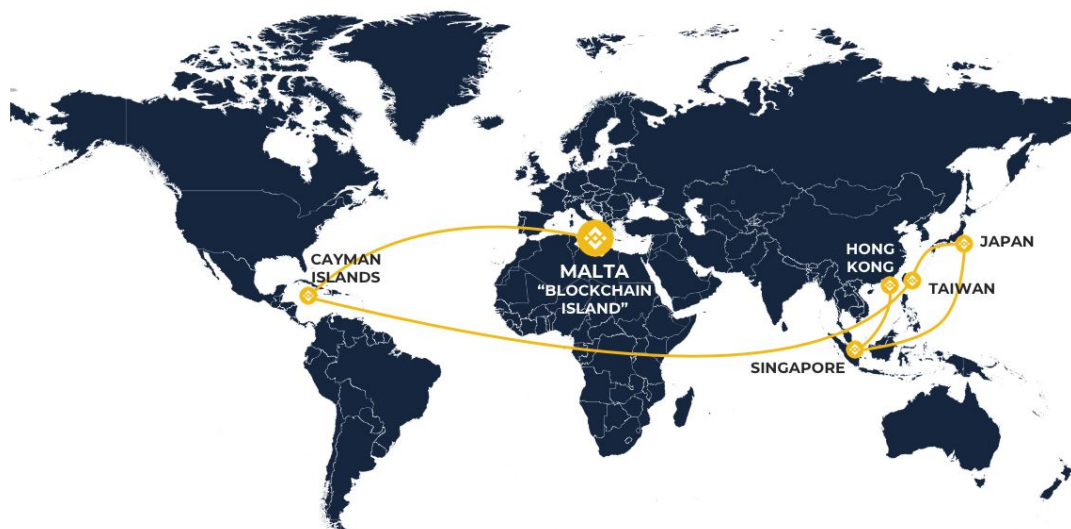 CAYMAN
ISLANDS
MALTA
“BLOCKCHAIN
ISLAND”
HONG
KONG
JAPAN
TAIWAN
SINGAPORE